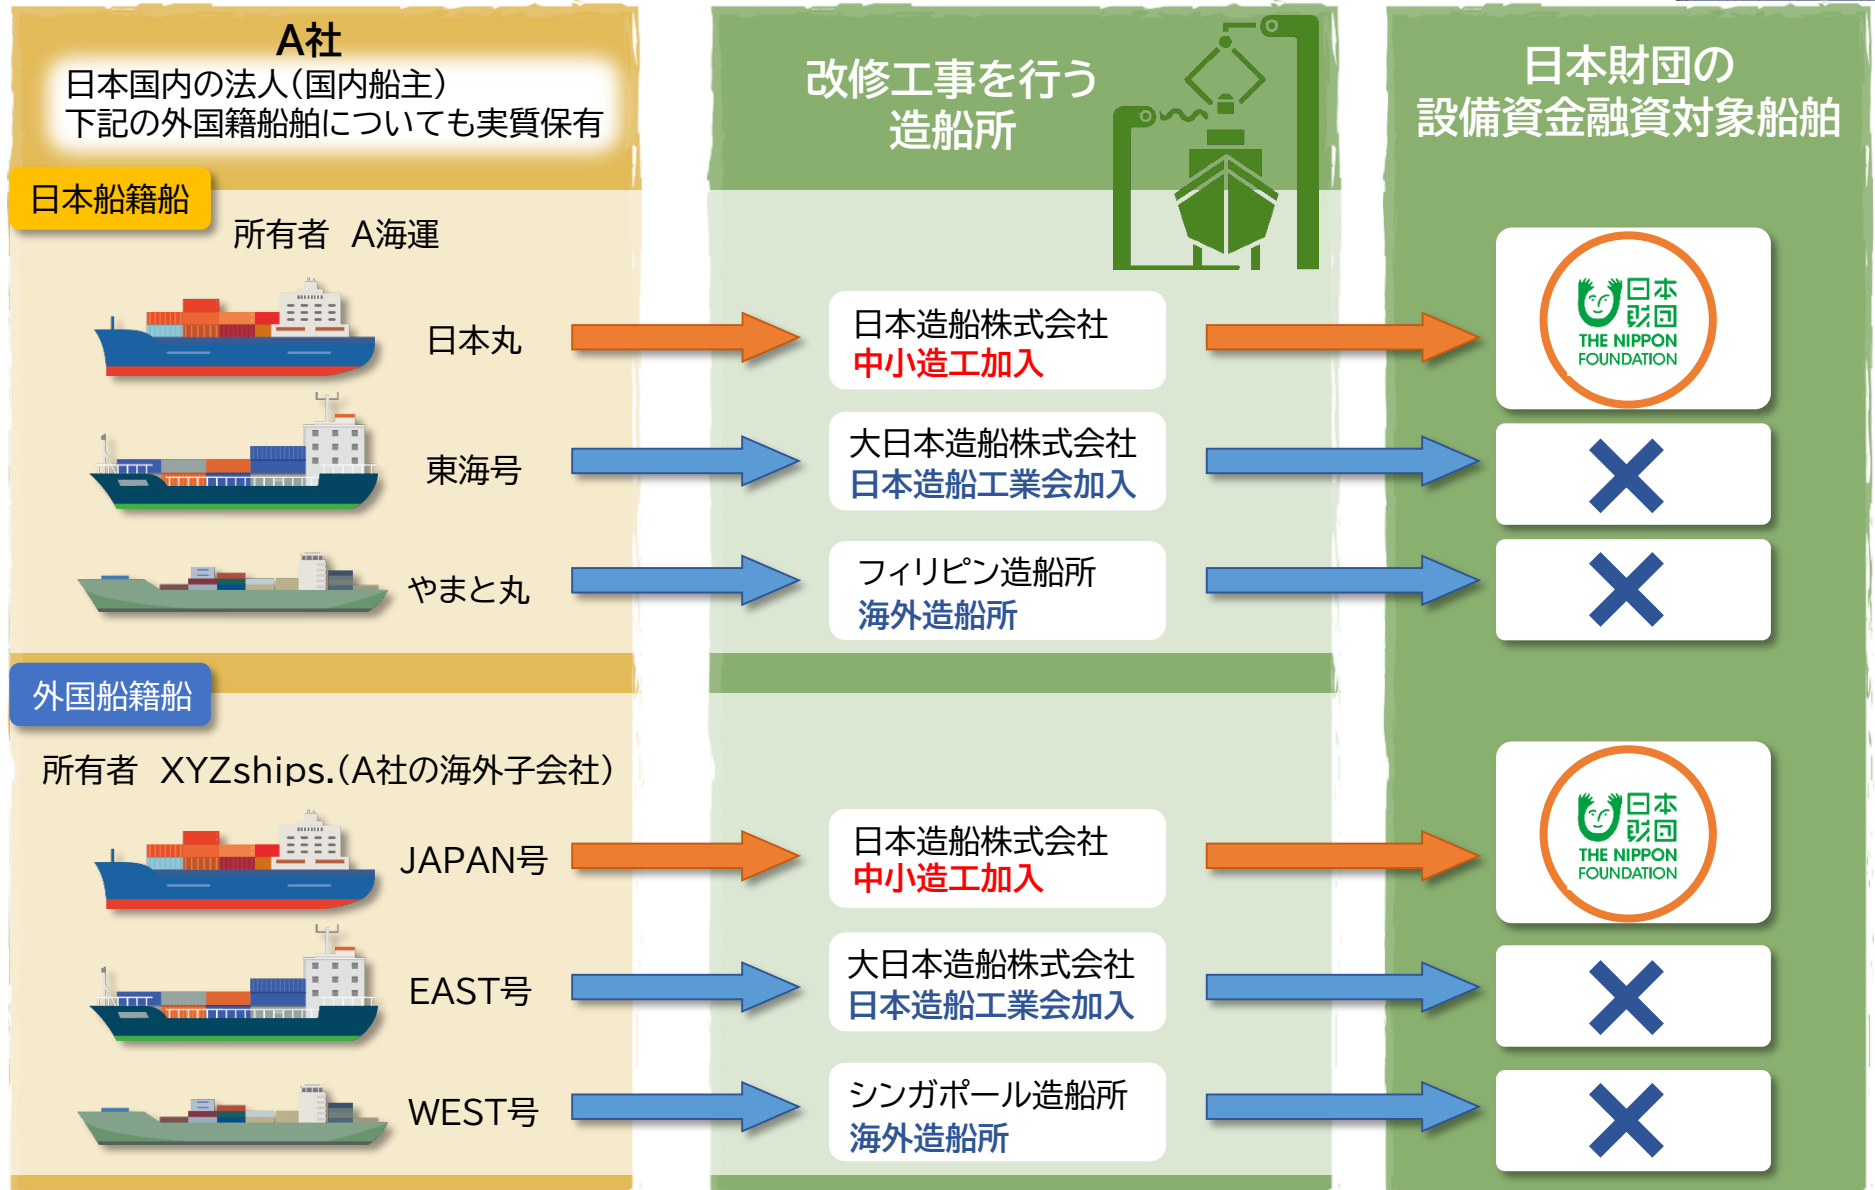 A社
日本国内の法人(国内船主)
下記の外国籍船舶についても実質保有
改修工事を行う
造船所
日本財団の
設備資金融資対象船舶
日本船籍船
所有者 A海運
日本丸
日本造船株式会社
中小造工加入
日本
財団
THE NIPPON
FOUNDATION
東海号
大日本造船株式会社
日本造船工業会加入
やまと丸
フィリピン造船所
海外造船所
外国船籍船
所有者 XYZships.(A社の海外子会社)
JAPAN号
日本造船株式会社
中小造工加入
日本
財団
THE NIPPON
FOUNDATION
EAST号
大日本造船株式会社
日本造船工業会加入
WEST号
シンガポール造船所
海外造船所